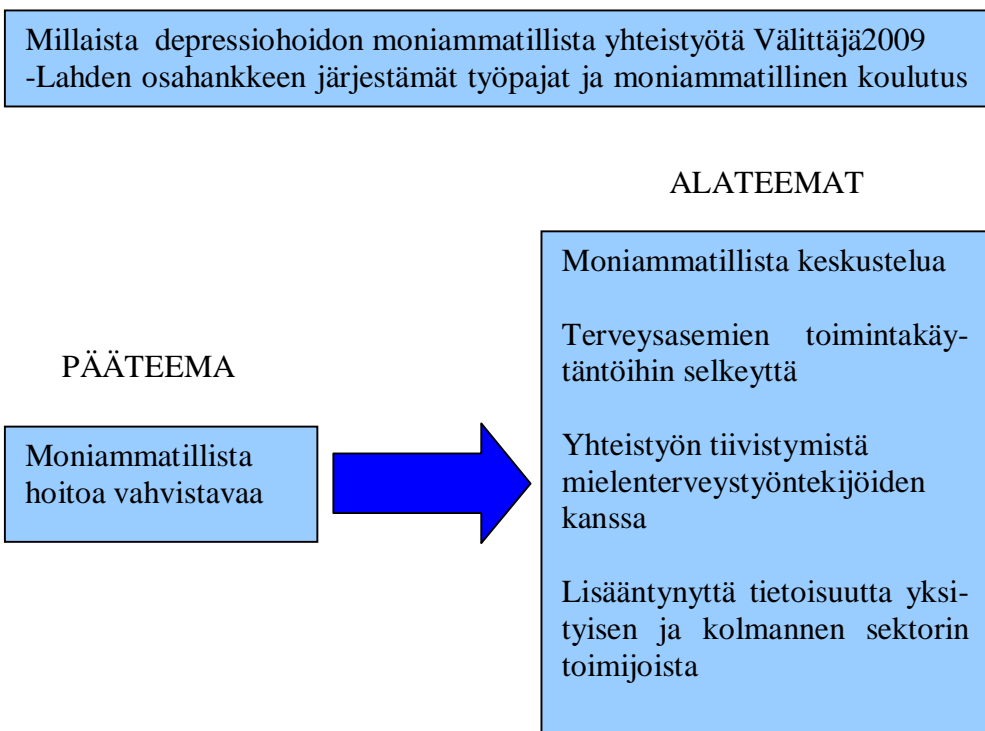 Millaista depressiohoidon moniammatillista yhteistyötä Välittäjä2009
-Lahden osahankkeen järjestämät työpajat ja moniammatillinen koulutus
PÄÄTEEMA
Moniammatillista
hoitoa vahvistavaa
ALATEEMAT
Moniammatillista keskustelua
Terveysasemien toimintakäy-
täntöihin selkeyttä
Yhteistyön tiivistymistä
mielenterveystyöntekijöiden
kanssa
Lisääntynyttä tietoisuutta yksi-
tyisen ja kolmannen sektorin
toimijoista